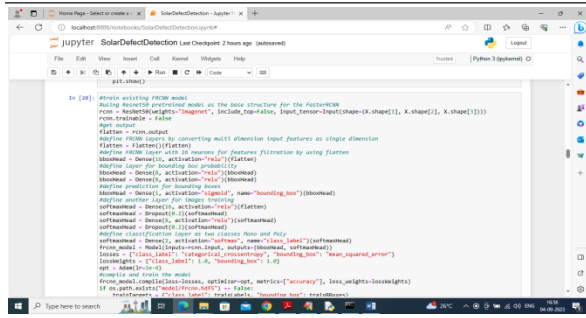 Home Page - Select or create a n
SolarDefectDetection - Jupyter N
localhost:8888/notebooks/SolarDefectDetection.ipynb#
jupyter SolarDefectDetection Last Checkpoint: 2 hours ago (autosaved)
Logout
File Edit View Insert Cell Kernel Widgets Help
Trusted Python 3 (ipykernel)
Run Code
plt.show()
In [20]: #train existing FRCNN model
#using Resnet50 pretrained model as the base structure for the FasterRCNN
rcnn = ResNet50(weights="imagenet", include_top=False, input_tensor=Input(shape=(X.shape[1], X.shape[2], X.shape[3])))
rcnn.trainable = False
#get output
flatten = rcnn.output
#define FRCNN layers by converting multi dimension input features as single dimension
flatten = Flatten()(flatten)
#define FRCNN layer with 16 neurons for features filtration by using flatten
bboxHead = Dense(16, activation="relu")(flatten)
#define layer for bounding box probability
bboxHead = Dense(8, activation="relu")(bboxHead)
bboxHead = Dense(8, activation="relu")(bboxHead)
#define prediction for bounding boxes
bboxHead = Dense(1, activation="sigmoid", name="bounding_box")(bboxHead)
#define another layer for images training
softmaxHead = Dense(16, activation="relu")(flatten)
softmaxHead = Dropout(0.2)(softmaxHead)
softmaxHead = Dense(8, activation="relu")(softmaxHead)
softmaxHead = Dropout(0.2)(softmaxHead)
#define classification layer as two classes Mono and Poly
softmaxHead = Dense(2, activation="softmax", name="class_label")(softmaxHead)
frcnn_model = Model(inputs=rcnn.input, outputs=(bboxHead, softmaxHead))
losses = {"class_label": "categorical_crossentropy", "bounding_box": "mean_squared_error"}
lossWeights = {"class_label": 1.0, "bounding_box": 1.0}
opt = Adam(lr=1e-4)
#compile and train the model
frcnn_model.compile(loss=losses, optimizer=opt, metrics=["accuracy"], loss_weights=lossWeights)
if os.path.exists("model/frcnn.hdf5") == False:
trainTargets = {"class_label": trainLabels, "bounding_box": trainBBoxes}
Type here to search
26°C
ENG
16:56
04-09-2023